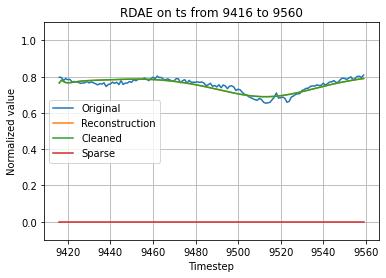 RDAE on ts from 9416 to 9560
Normalized value
1.0
0.8
0.6
0.4
0.2
0.0
Original
Reconstruction
Cleaned
Sparse
9420 9440 9460 9480 9500 9520 9540 9560
Timestep